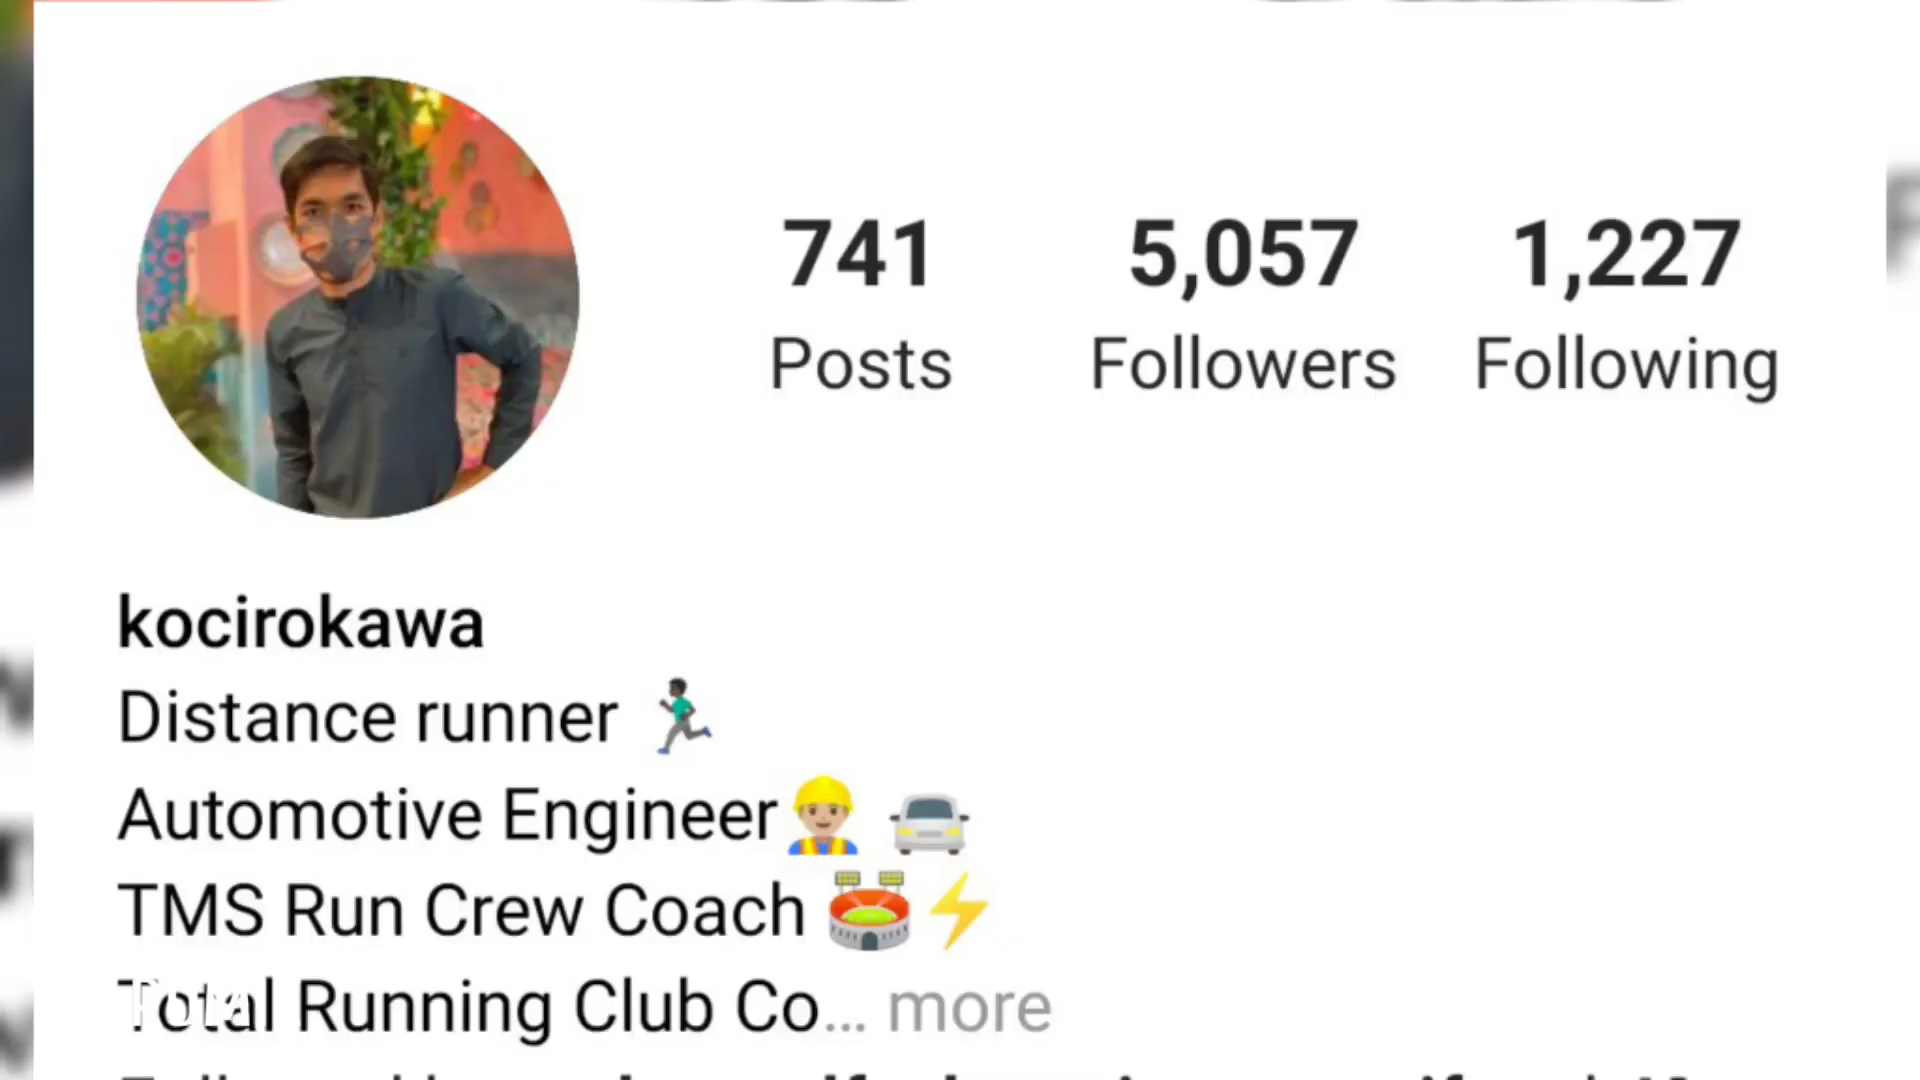 741 5,057 1,227
Posts Followers Following
kocirokawa
Distance runner 🏃🏿‍♂️
Automotive Engineer👷🏼‍♂️ 🚘
TMS Run Crew Coach 🏟️⚡
Total Running Club Co... more